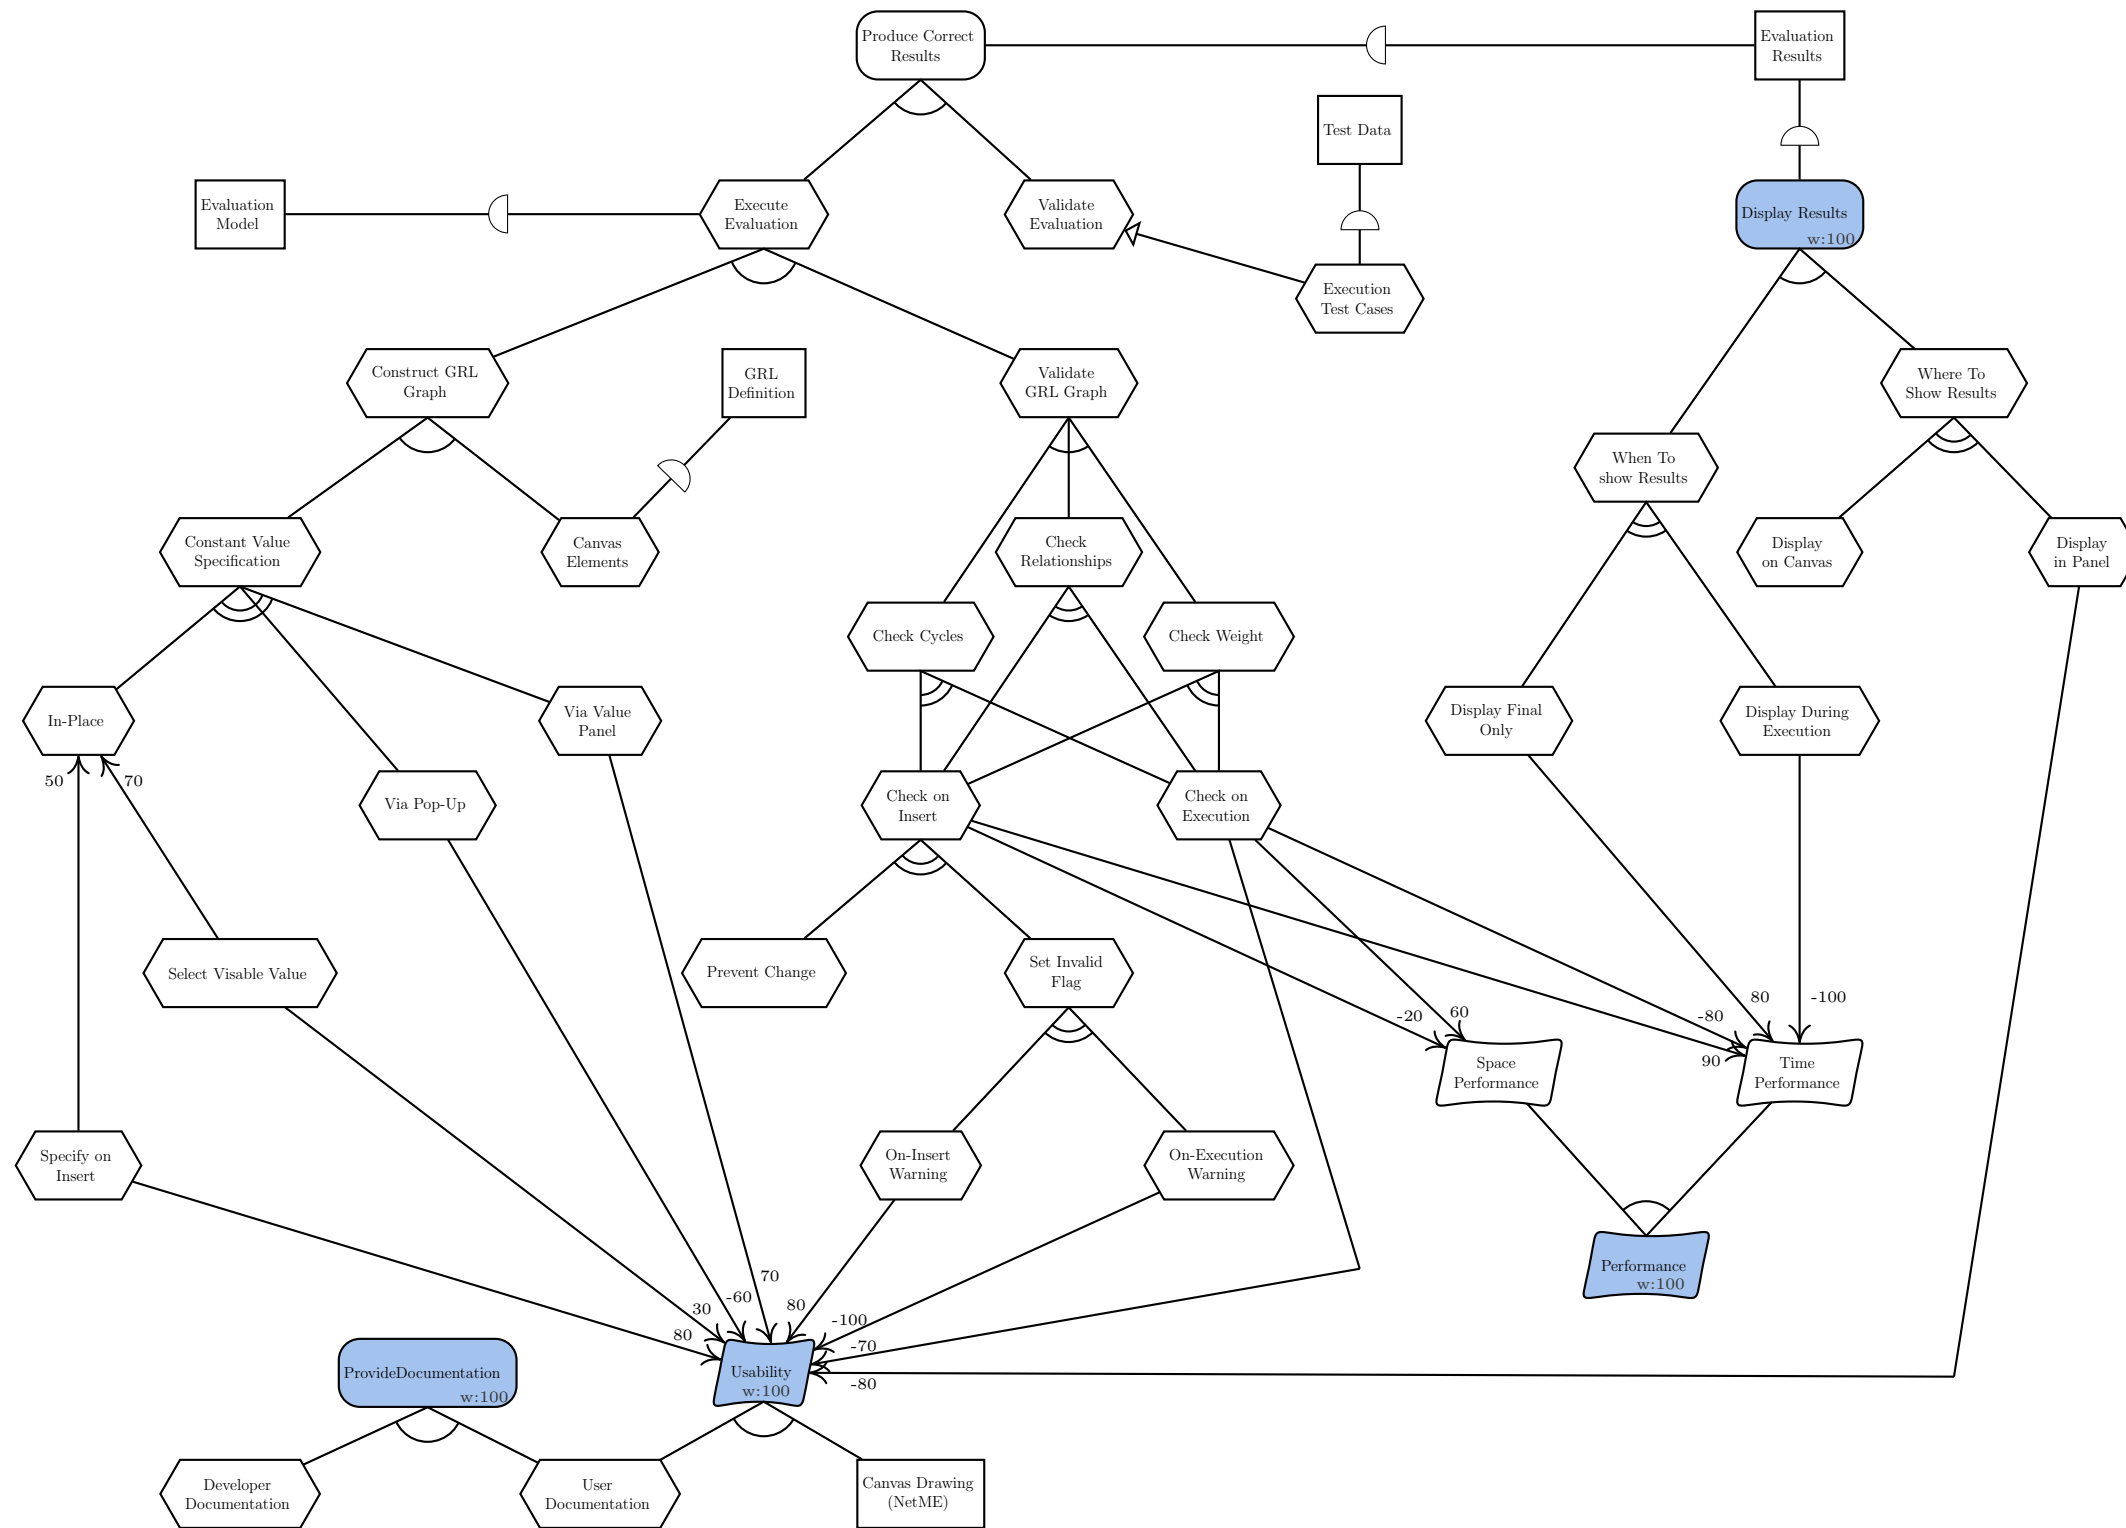 Produce Correct
Results
Evaluation
Results
Test Data
Evaluation
Model
Execute
Evaluation
Validate
Evaluation
Display Results
w:100
Execution
Test Cases
Construct GRL
Graph
GRL
Definition
Validate
GRL Graph
Where To
Show Results
When To
show Results
Constant Value
Specification
Canvas
Elements
Check
Relationships
Display
on Canvas
Display
in Panel
Check Cycles
Check Weight
In-Place
Via Value
Panel
Display Final
Only
Display During
Execution
50
70
Via Pop-Up
Check on
Insert
Check on
Execution
Select Visable Value
Prevent Change
Set Invalid
Flag
-20
60
-80
80
-100
90
Space
Performance
Time
Performance
Specify on
Insert
On-Insert
Warning
On-Execution
Warning
Performance
w:100
80
30
-60
70
80
-100
-70
-80
ProvideDocumentation
w:100
Usability
w:100
Developer
Documentation
User
Documentation
Canvas Drawing
(NetME)